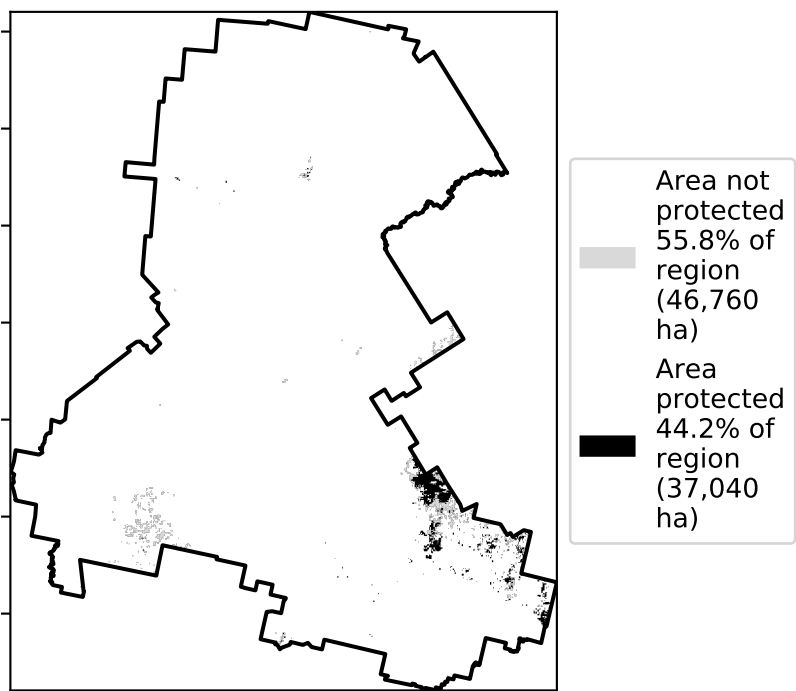 Area not
protected
55.8% of
region
(46,760
ha)
Area
protected
44.2% of
region
(37,040
ha)